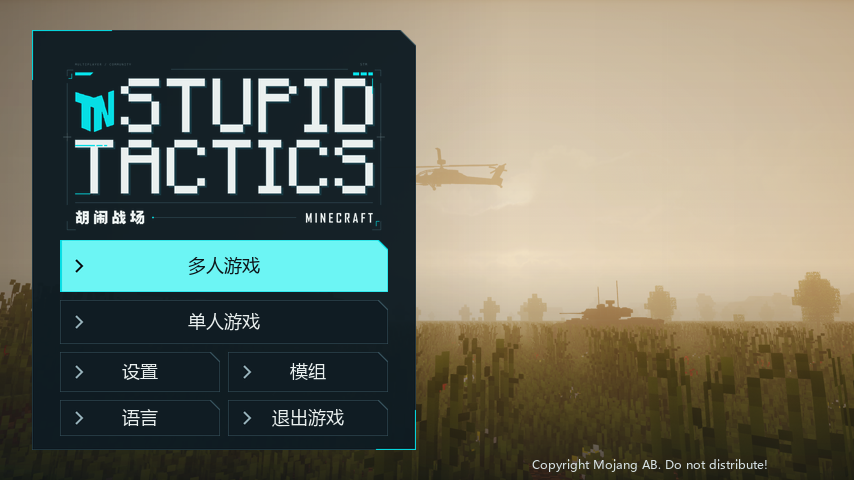 STUPID
TACTICS
胡闹战场
MINECRAFT
多人游戏
单人游戏
设置
模组
语言
退出游戏
Copyright Mojang AB. Do not distribute!